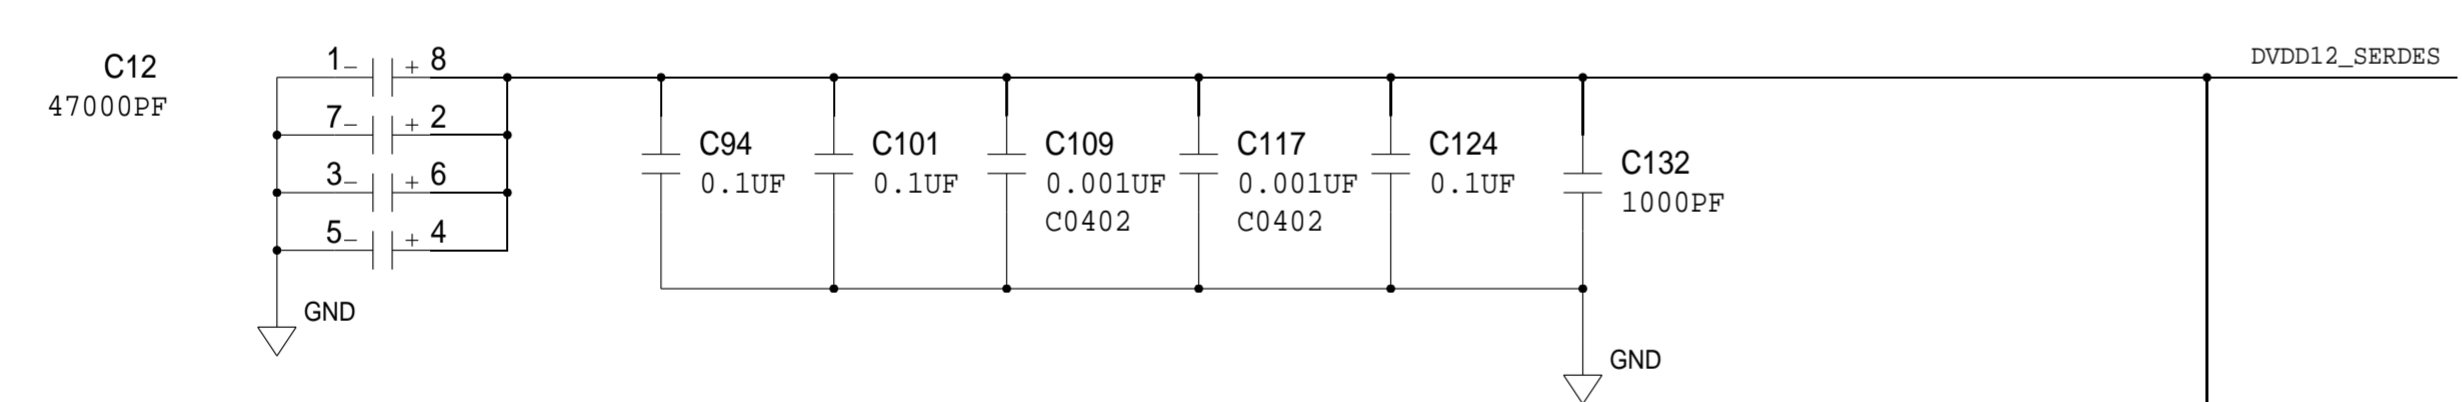 C12
47000PF
1 - + 8
7 - + 2
3 - + 6
5 - + 4
GND
C94
0.1UF
C101
0.1UF
C109
0.001UF
C0402
C117
0.001UF
C0402
C124
0.1UF
C132
1000PF
GND
DVDD12_SERDES